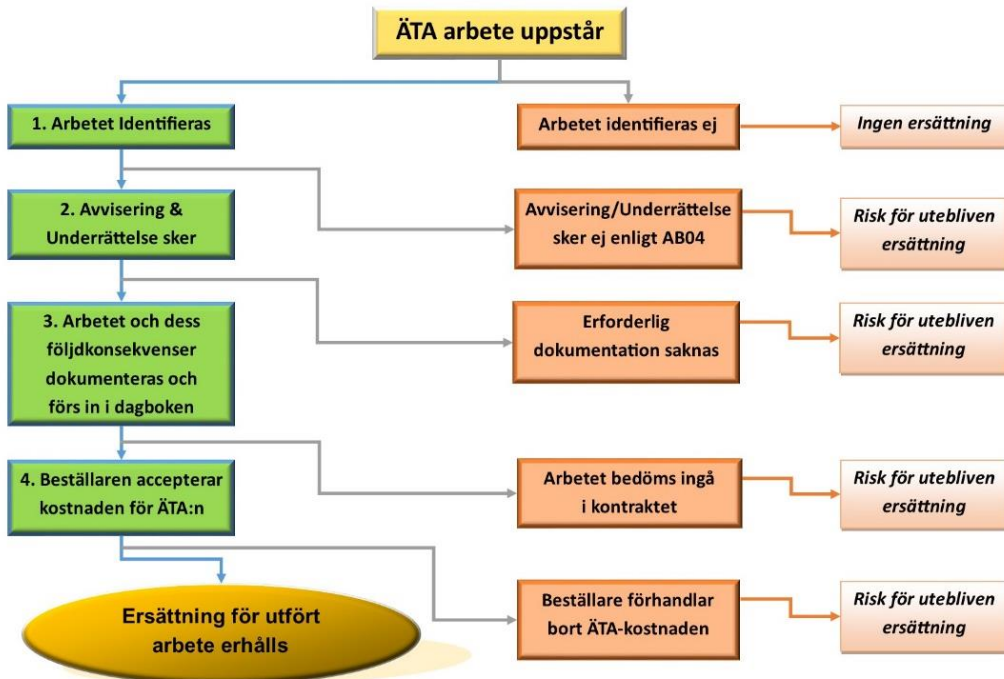 ÄTA arbete uppstår
1. Arbetet Identifieras
Arbetet identifieras ej
Ingen ersättning
2. Avvisering &
Underrättelse sker
Avvisering/Underrättelse
sker ej enligt AB04
Risk för utebliven
ersättning
3. Arbetet och dess
följdkonsekvenser
dokumenteras och
förs in i dagboken
Erforderlig
dokumentation saknas
Risk för utebliven
ersättning
4. Beställaren accepterar
kostnaden för ÄTA:n
Arbetet bedöms ingå
i kontraktet
Risk för utebliven
ersättning
Ersättning för utfört
arbete erhålls
Beställare förhandlar
bort ÄTA-kostnaden
Risk för utebliven
ersättning